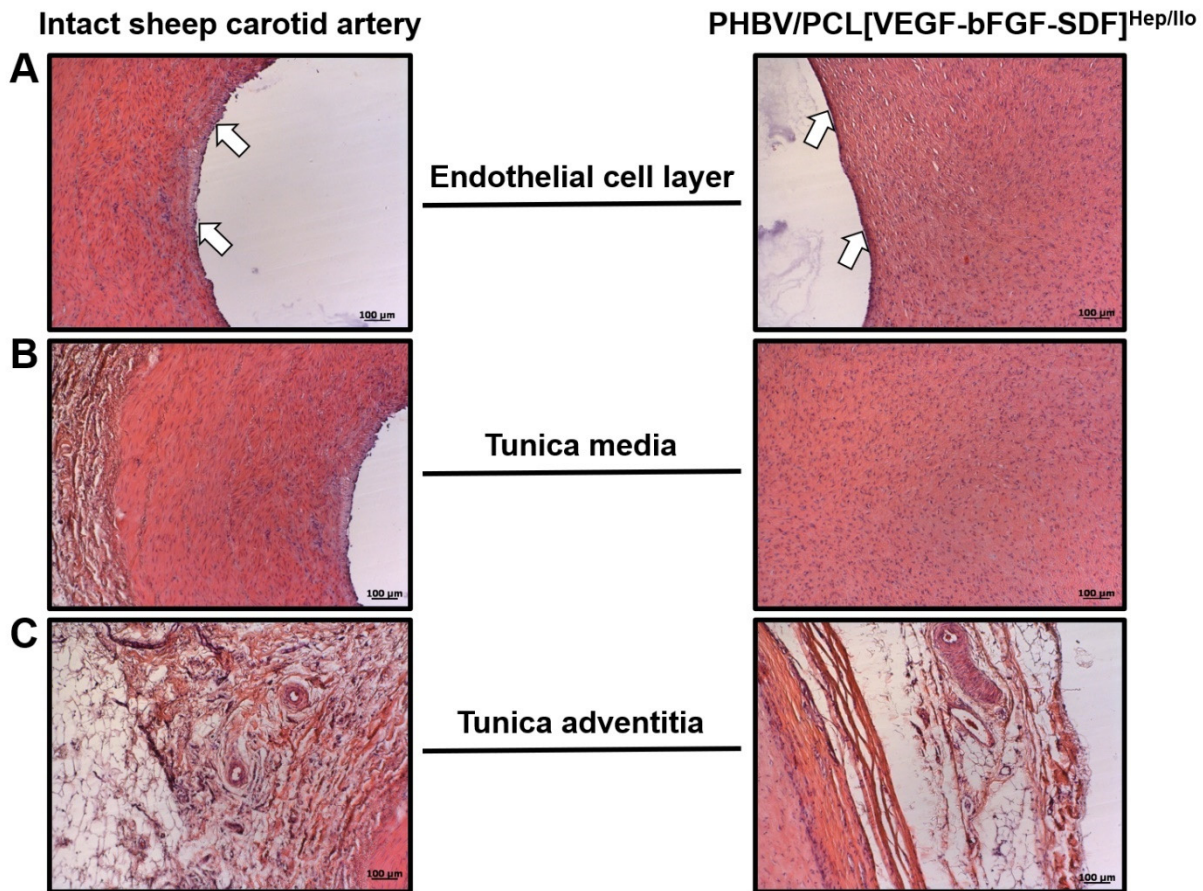 Intact sheep carotid artery
PHBV/PCL[VEGF-bFGF-SDF]Hep/Ilo
A
Endothelial cell layer
100 µm
100 µm
B
Tunica media
100 µm
100 µm
C
Tunica adventitia
100 µm
100 µm